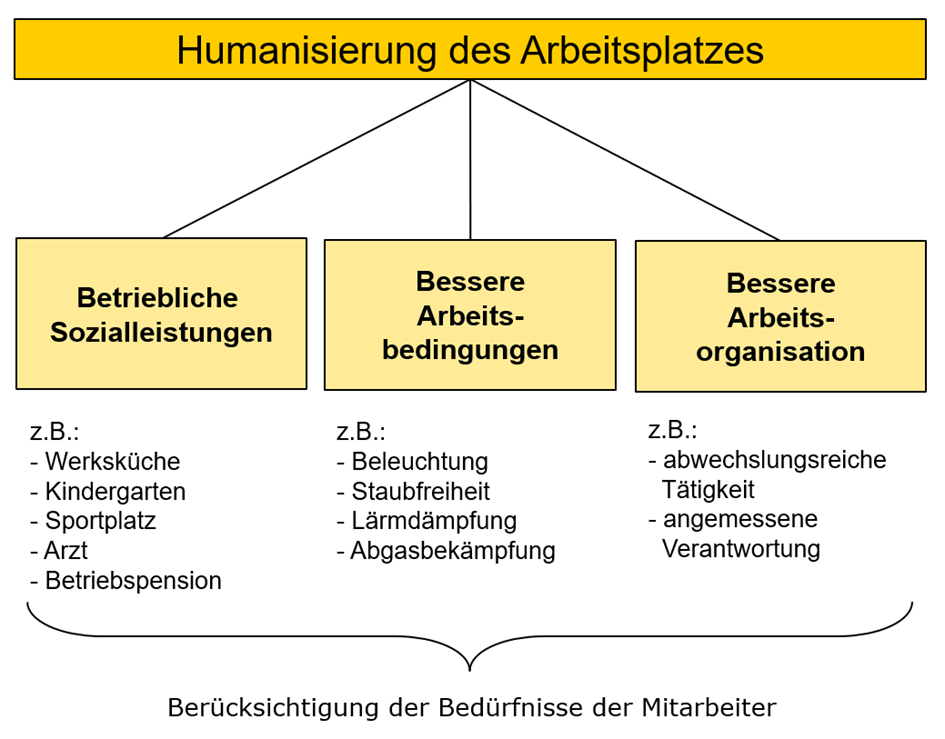 Humanisierung des Arbeitsplatzes
Betriebliche
Sozialleistungen
z.B.:
- Werksküche
- Kindergarten
- Sportplatz
- Arzt
- Betriebspension
Bessere
Arbeits-
bedingungen
z.B.:
- Beleuchtung
- Staubfreiheit
- Lärmdämpfung
- Abgasbekämpfung
Bessere
Arbeits-
organisation
z.B.:
- abwechslungsreiche
Tätigkeit
- angemessene
Verantwortung
Berücksichtigung der Bedürfnisse der Mitarbeiter